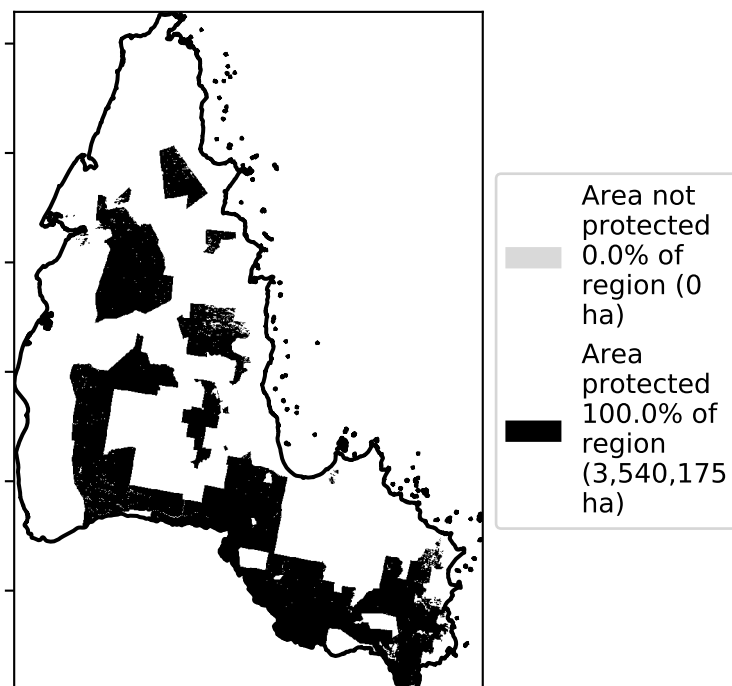 Area not
protected
0.0% of
region (0
ha)
Area
protected
100.0% of
region
(3,540,175
ha)